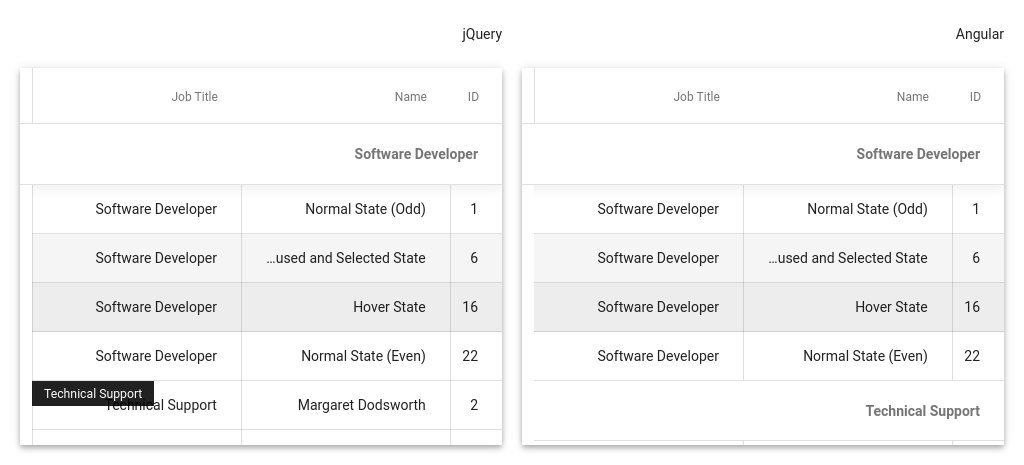 jQuery
Job Title Name ID
Software Developer
Software Developer Normal State (Odd) 1
Software Developer …used and Selected State 6
Software Developer Hover State 16
Software Developer Normal State (Even) 22
Technical Support
Technical Support Margaret Dodsworth 2
Angular
Job Title Name ID
Software Developer
Software Developer Normal State (Odd) 1
Software Developer …used and Selected State 6
Software Developer Hover State 16
Software Developer Normal State (Even) 22
Technical Support